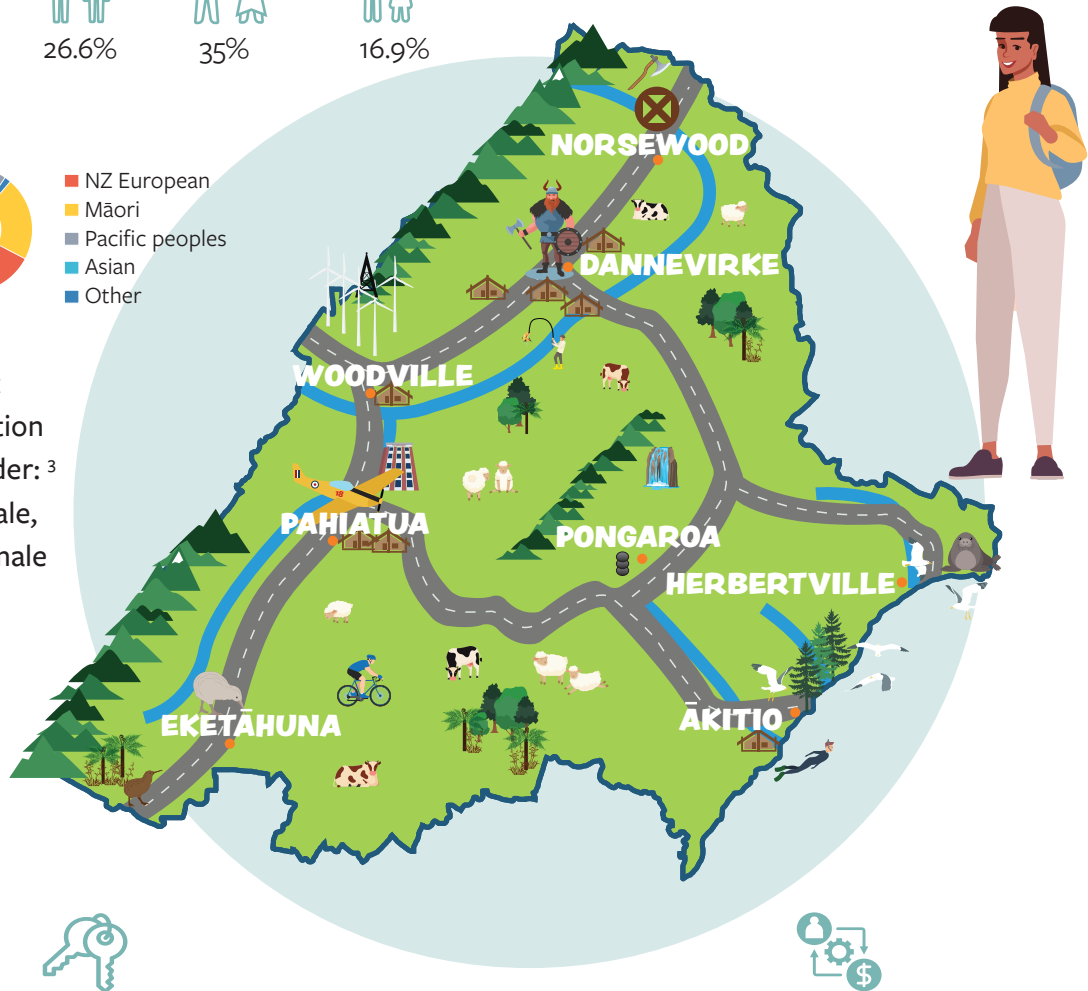 26.6% 35% 16.9%
NZ European
Māori
Pacific peoples
Asian
Other
tion
der: ³
ale,
male
NORSEWOOD
DANNEVIRKE
WOODVILLE
PAHIATUA
PONGAROA
HERBERTVILLE
EKETĀHUNA
ĀKITIO
18
$